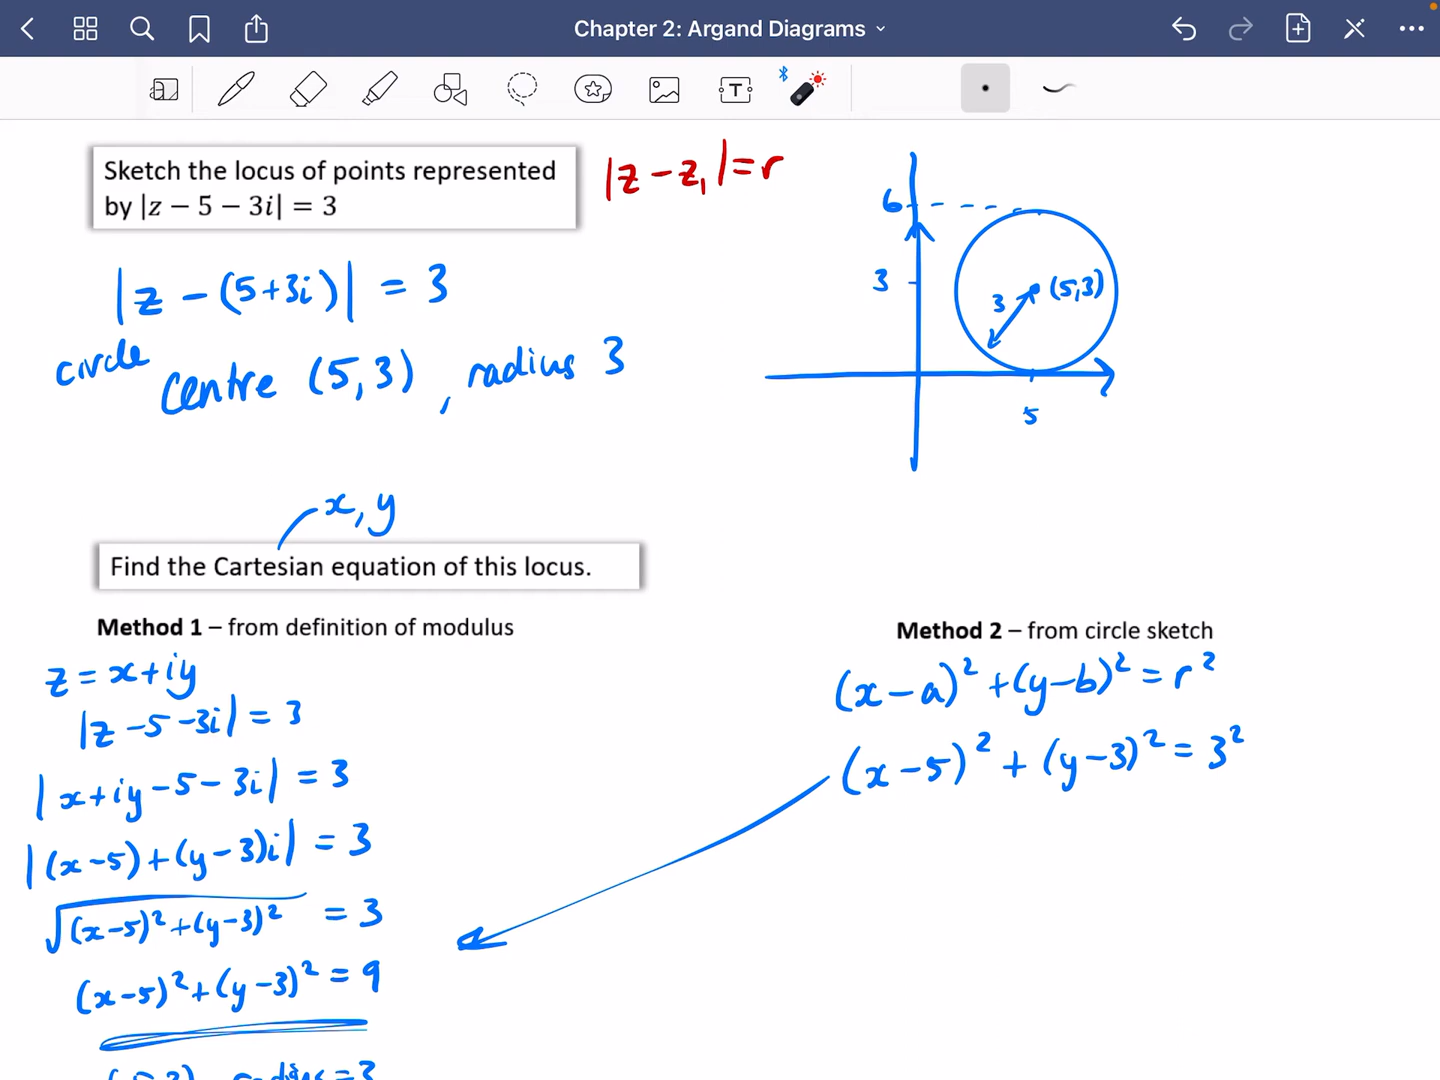 Chapter 2: Argand Diagrams
Sketch the locus of points represented
by |z − 5 − 3i| = 3
|z − z₁| = r
|z − (5+3i)| = 3
circle
centre (5,3), radius 3
6
3
3
(5,3)
5
x, y
Find the Cartesian equation of this locus.
Method 1 – from definition of modulus
z = x+iy
|z −5 −3i| = 3
|x+iy −5 − 3i| = 3
|(x−5)+(y−3)i| = 3
√((x−5)²+(y−3)²) = 3
(x−5)²+(y−3)² = 9
(5,3) radius = 3
Method 2 – from circle sketch
(x−a)² +(y−b)² = r²
(x−5)² + (y−3)² = 3²